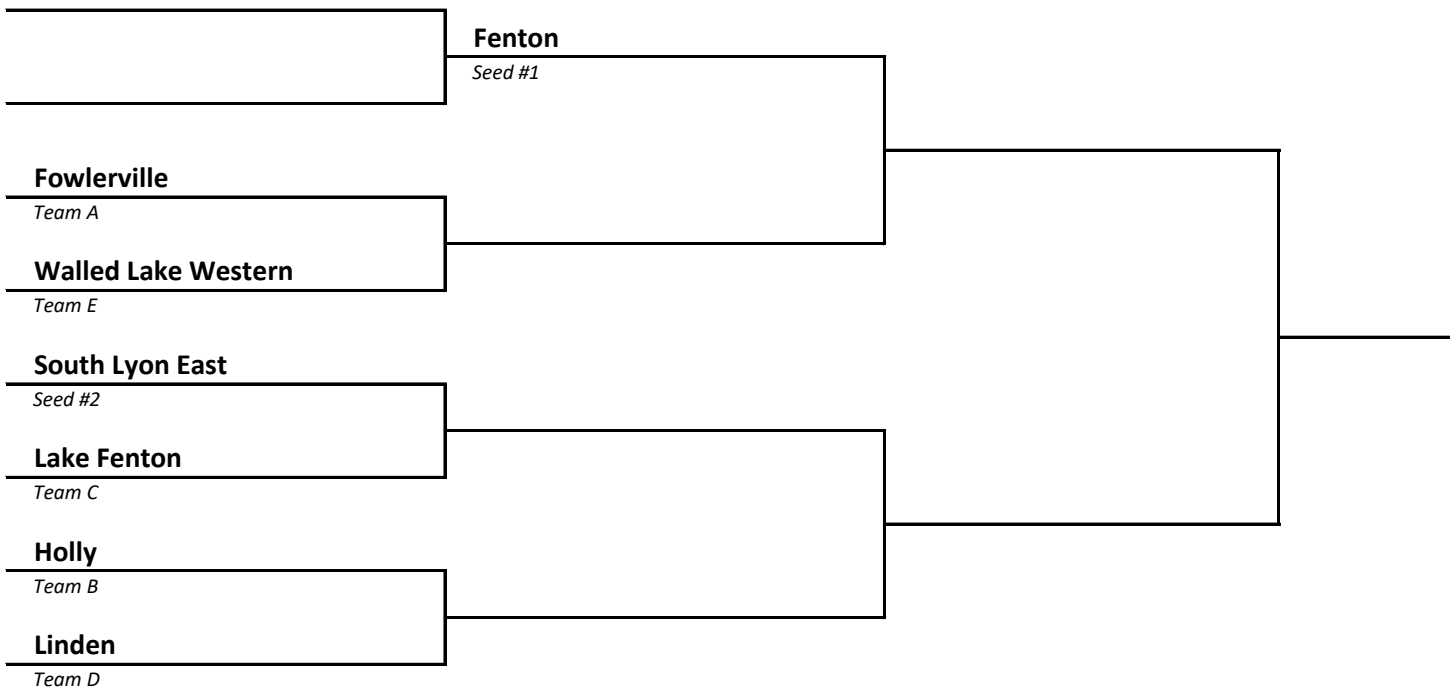 Fenton
Seed #1
Fowlerville
Team A
Walled Lake Western
Team E
South Lyon East
Seed #2
Lake Fenton
Team C
Holly
Team B
Linden
Team D